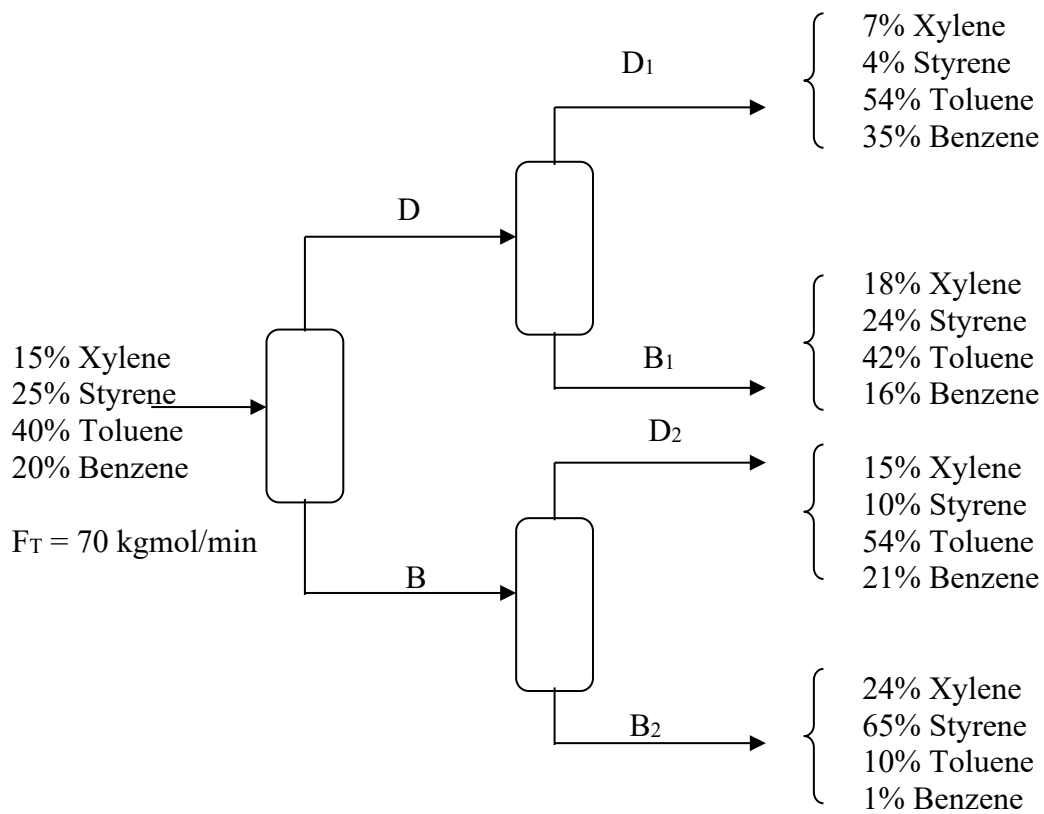 D₁
7% Xylene
4% Styrene
54% Toluene
35% Benzene
D
15% Xylene
25% Styrene
40% Toluene
20% Benzene
F_T = 70 kgmol/min
B₁
18% Xylene
24% Styrene
42% Toluene
16% Benzene
B
D₂
15% Xylene
10% Styrene
54% Toluene
21% Benzene
B₂
24% Xylene
65% Styrene
10% Toluene
1% Benzene